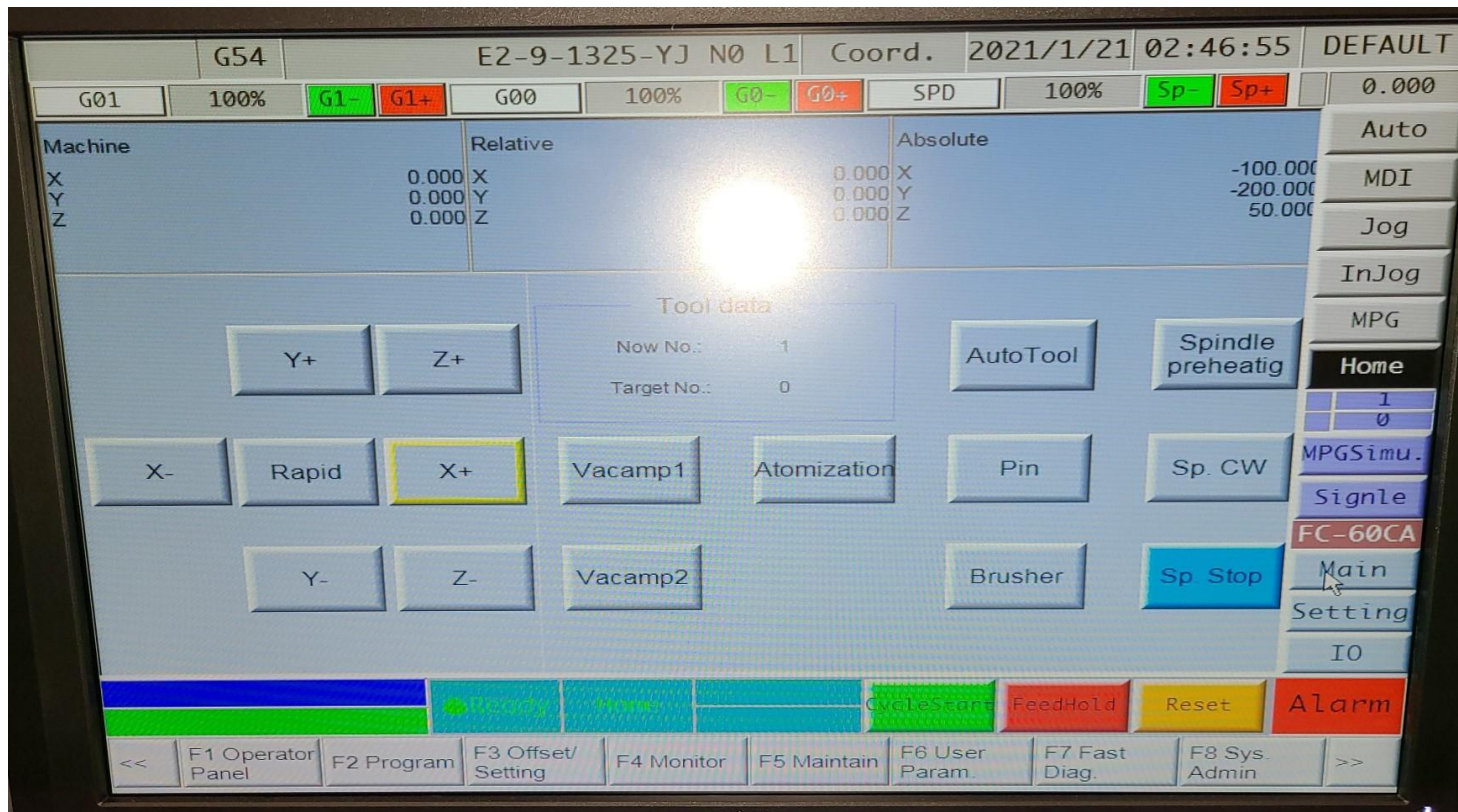 G54 E2-9-1325-YJ N0 L1 Coord. 2021/1/21 02:46:55 DEFAULT
G01 100% G1- G1+ G00 100% G0- G0+ SPD 100% Sp- Sp+ 0.000
Machine Relative Absolute
X 0.000 X 0.000 X -100.000
Y 0.000 Y 0.000 Y -200.000
Z 0.000 Z 0.000 Z 50.000
Auto
MDI
Jog
InJog
MPG
Home
1
0
MPGSimu.
Signle
FC-60CA
Main
Setting
IO
Tool data
Now No.: 1
Target No.: 0
Y+ Z+ AutoTool Spindle
preheatig
X- Rapid X+ Vacamp1 Atomization Pin Sp. CW
Y- Z- Vacamp2 Brusher Sp. Stop
Ready Home CycleStart FeedHold Reset Alarm
<< F1 Operator
Panel
F2 Program
F3 Offset/
Setting
F4 Monitor
F5 Maintain
F6 User
Param.
F7 Fast
Diag.
F8 Sys.
Admin
>>